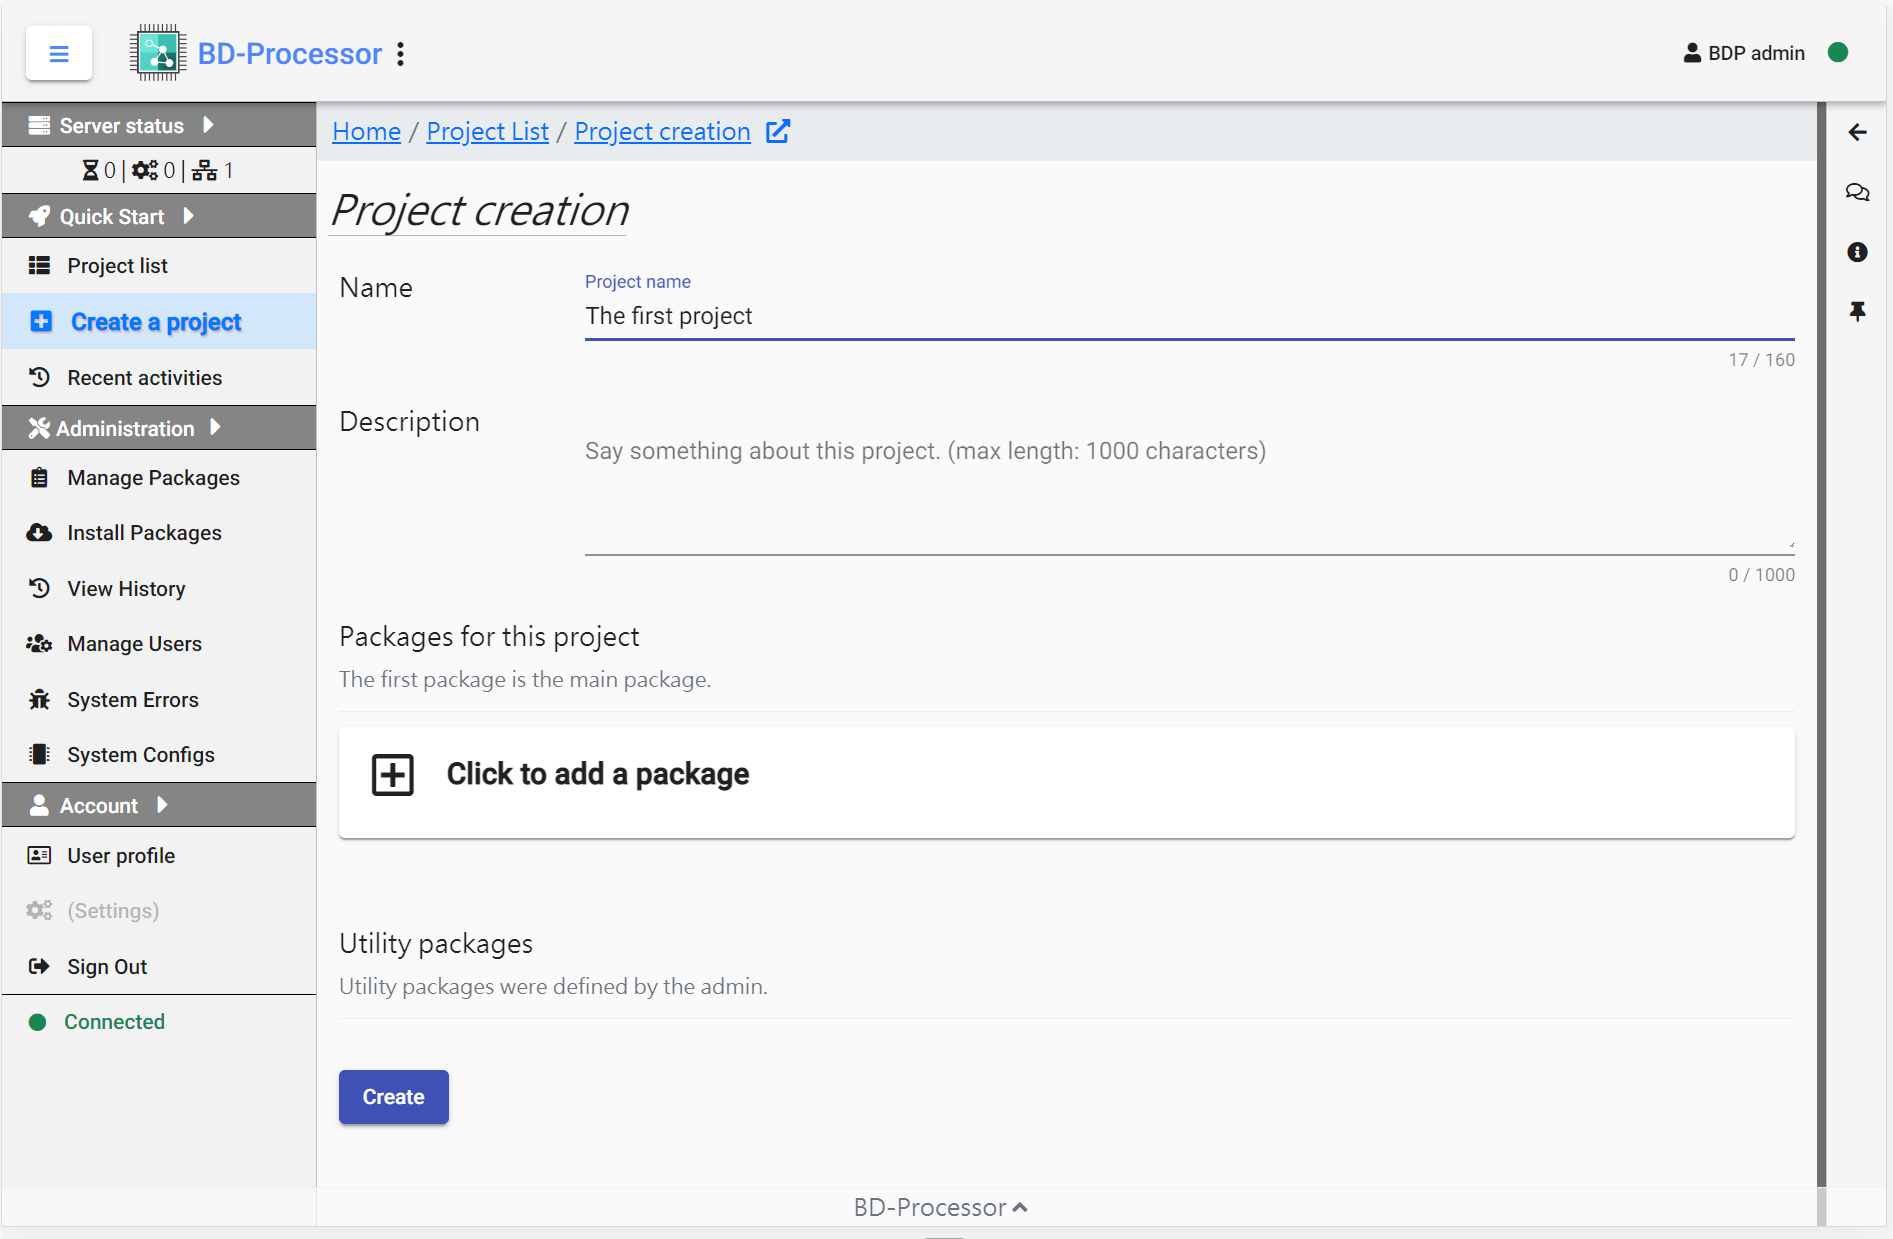 BD-Processor
BDP admin
Server status
0 | 0 | 1
Quick Start
Project list
Create a project
Recent activities
Administration
Manage Packages
Install Packages
View History
Manage Users
System Errors
System Configs
Account
User profile
(Settings)
Sign Out
Connected
Home / Project List / Project creation
Project creation
Name
Project name
The first project
17 / 160
Description
Say something about this project. (max length: 1000 characters)
0 / 1000
Packages for this project
The first package is the main package.
Click to add a package
Utility packages
Utility packages were defined by the admin.
Create
BD-Processor